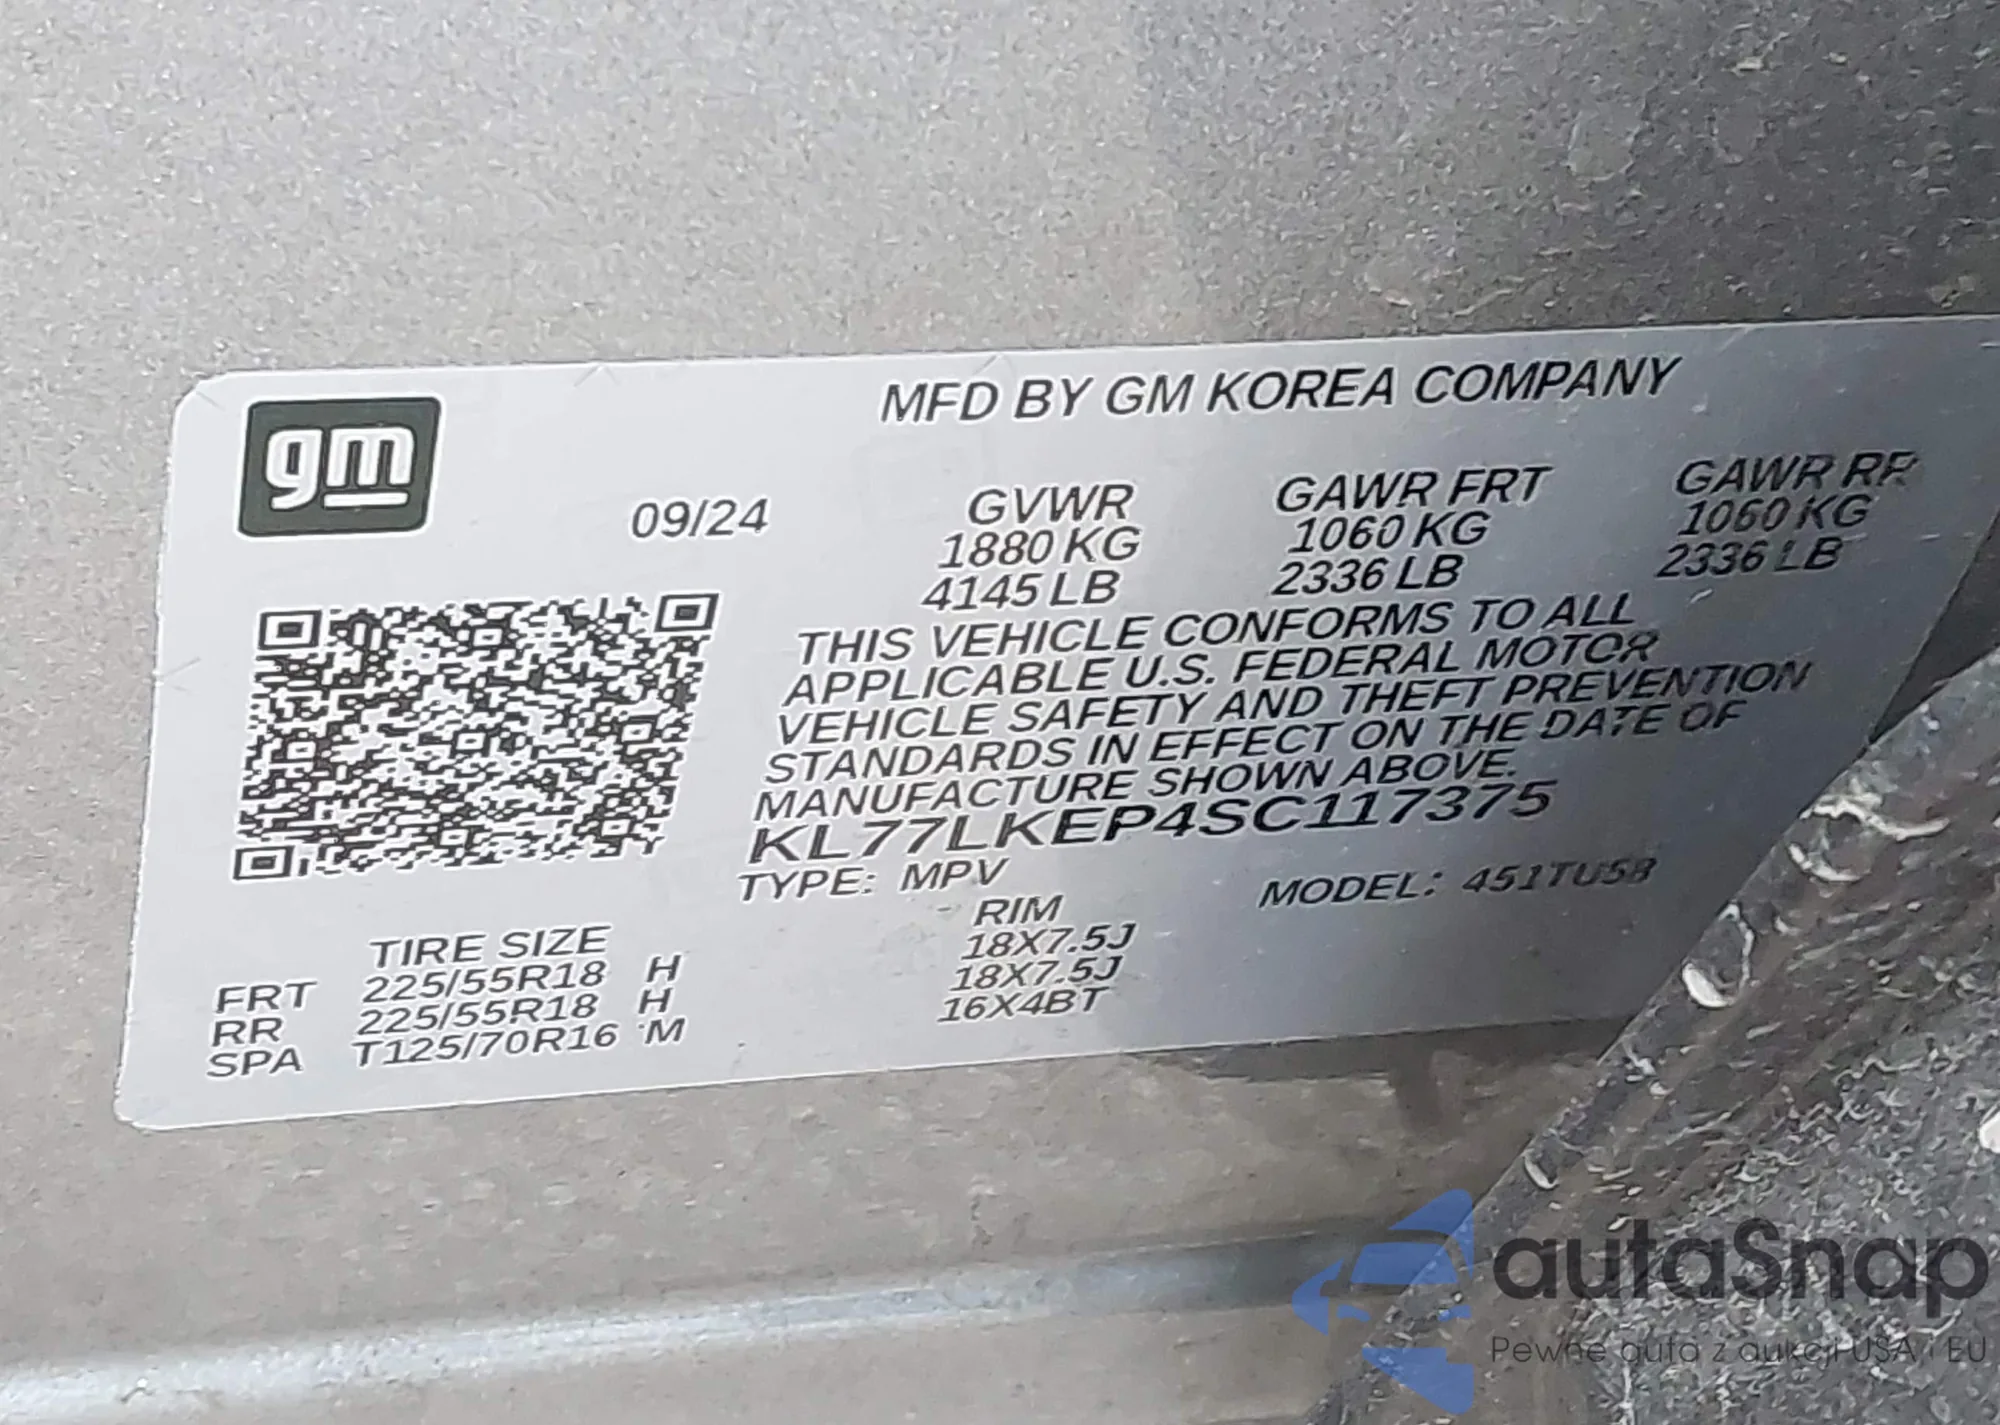 gm
MFD BY GM KOREA COMPANY
09/24 GVWR GAWR FRT GAWR RR
1880 KG 1060 KG 1060 KG
4145 LB 2336 LB 2336 LB
THIS VEHICLE CONFORMS TO ALL
APPLICABLE U.S. FEDERAL MOTOR
VEHICLE SAFETY AND THEFT PREVENTION
STANDARDS IN EFFECT ON THE DATE OF
MANUFACTURE SHOWN ABOVE.
KL77LKEP4SC117375
TYPE: MPV MODEL: 451TU58
TIRE SIZE RIM
FRT 225/55R18 H 18X7.5J
RR 225/55R18 H 18X7.5J
SPA T125/70R16 M 16X4BT
autaSnap
Pewne auta z aukcji USA i EU